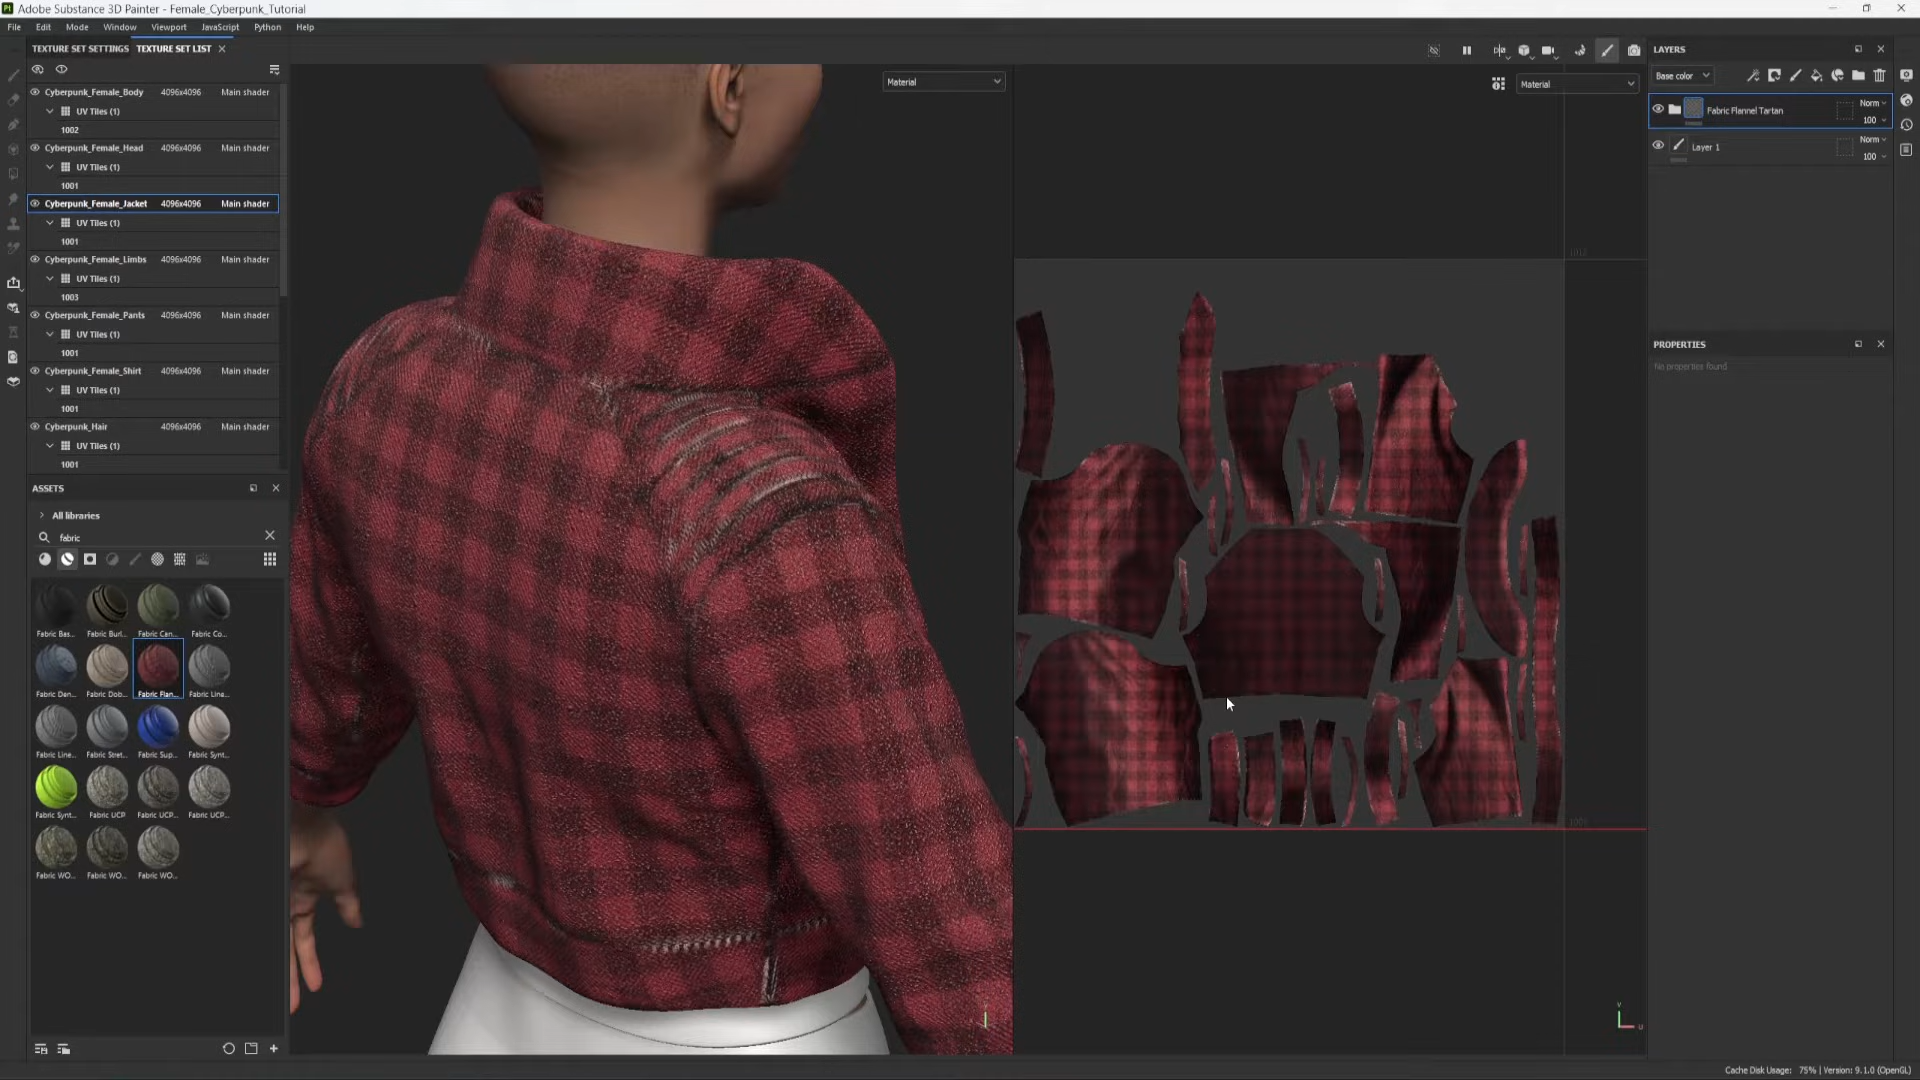 Pt Adobe Substance 3D Painter - Female_Cyberpunk_Tutorial
File Edit Mode Window Viewport JavaScript Python Help
TEXTURE SET SETTINGS TEXTURE SET LIST
Cyberpunk_Female_Body 4096x4096 Main shader
UV Tiles (1)
1002
Cyberpunk_Female_Head 4096x4096 Main shader
UV Tiles (1)
1001
Cyberpunk_Female_Jacket 4096x4096 Main shader
UV Tiles (1)
1001
Cyberpunk_Female_Limbs 4096x4096 Main shader
UV Tiles (1)
1003
Cyberpunk_Female_Pants 4096x4096 Main shader
UV Tiles (1)
1001
Cyberpunk_Female_Shirt 4096x4096 Main shader
UV Tiles (1)
1001
Cyberpunk_Hair 4096x4096 Main shader
UV Tiles (1)
1001
ASSETS
All libraries
fabric
Fabric Bas... Fabric Burl... Fabric Can... Fabric Co...
Fabric Den... Fabric Dob... Fabric Flan... Fabric Line...
Fabric Line... Fabric Stret... Fabric Sup... Fabric Synt...
Fabric Synt... Fabric UCP Fabric UCP... Fabric UCP...
Fabric WO... Fabric WO... Fabric WO...
Material
Material
LAYERS
Base color
Fabric Flannel Tartan Norm
100
Layer 1 Norm
100
PROPERTIES
No properties found
Cache Disk Usage: 75% | Version: 9.1.0 (OpenGL)